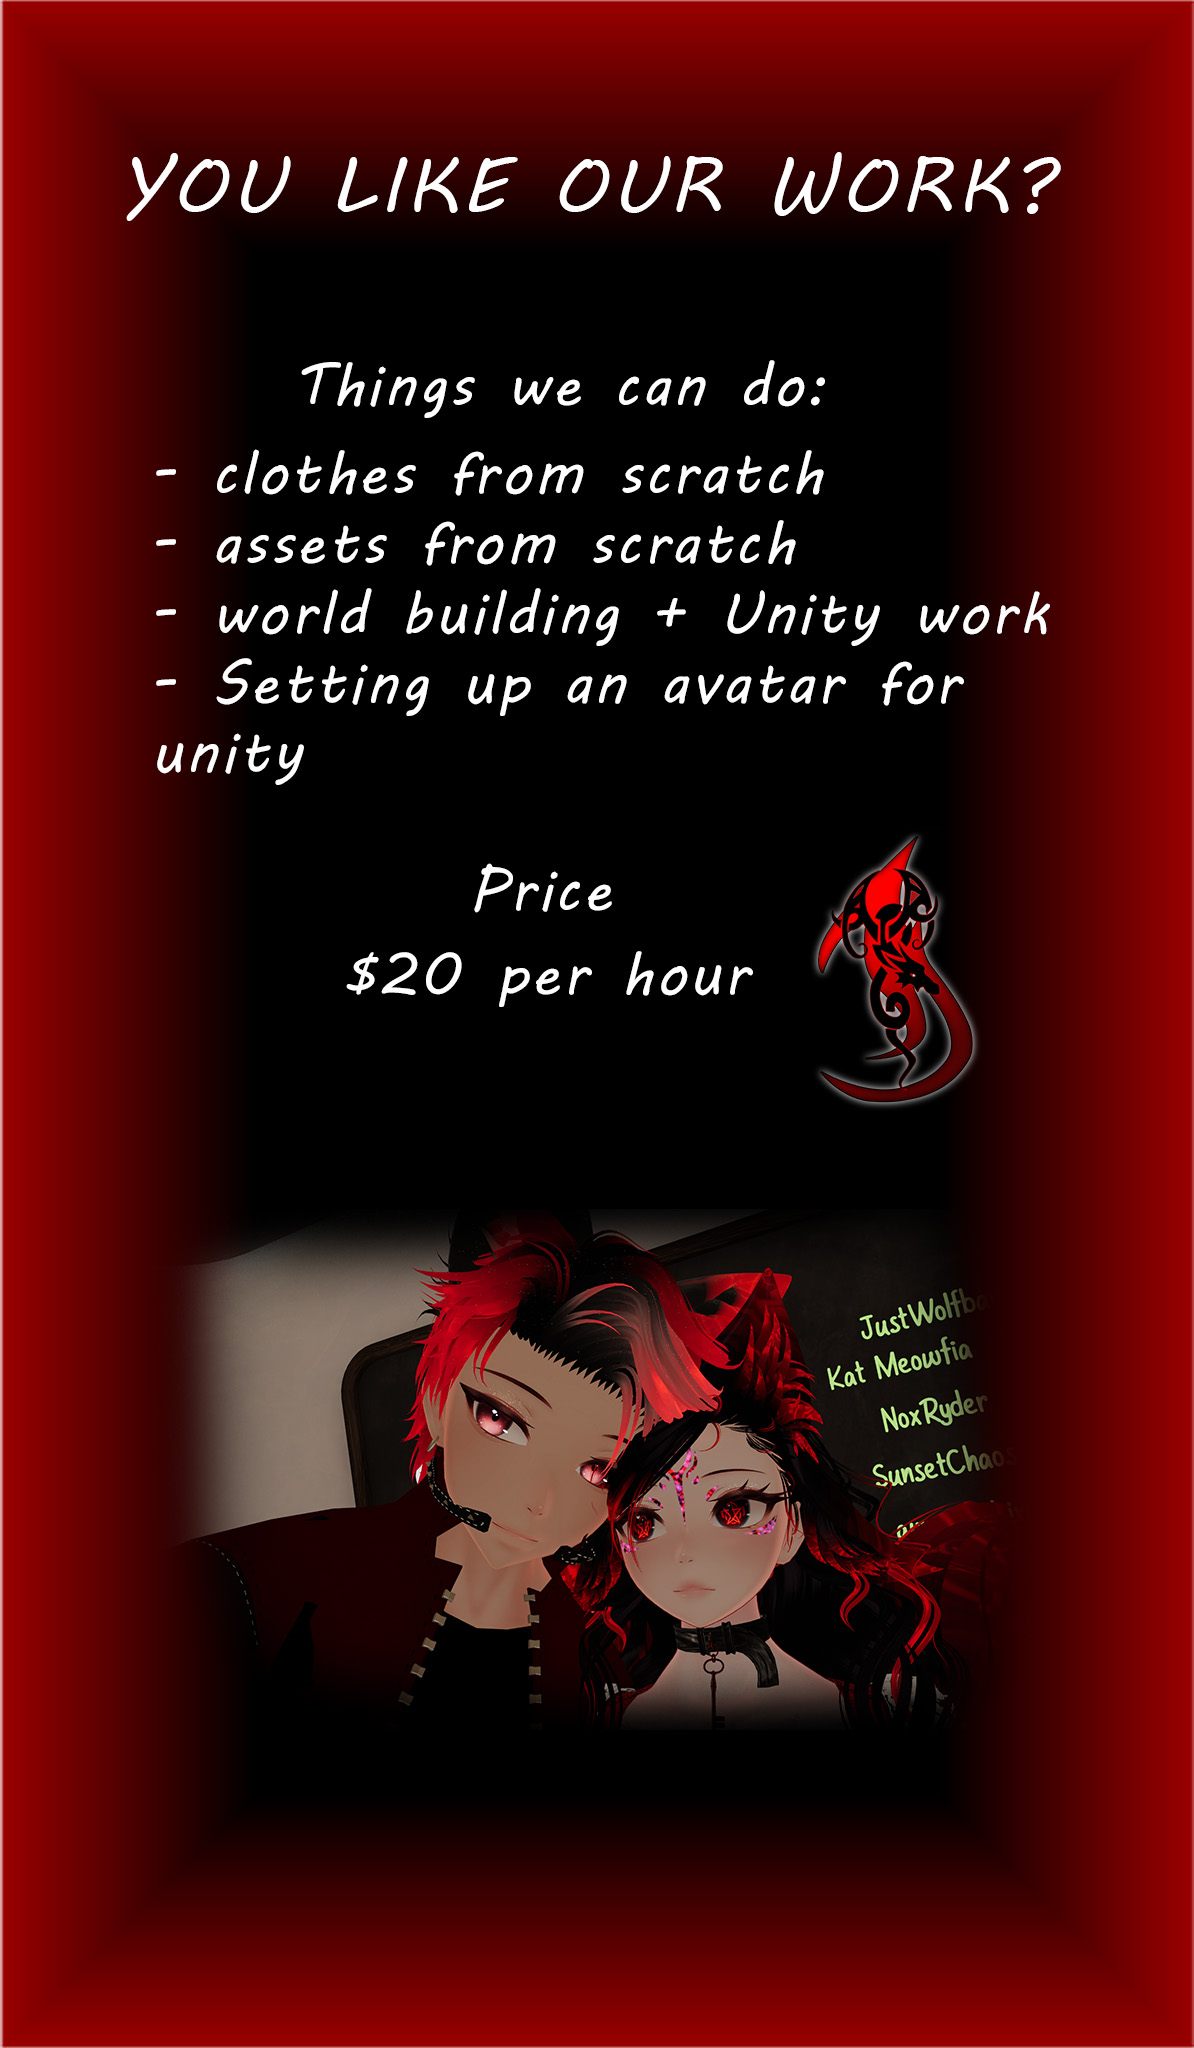 YOU LIKE OUR WORK?
Things we can do:
- clothes from scratch
- assets from scratch
- world building + Unity work
- Setting up an avatar for
unity
Price
$20 per hour
Kat Meowfia
NoxRyder
SunsetChaos